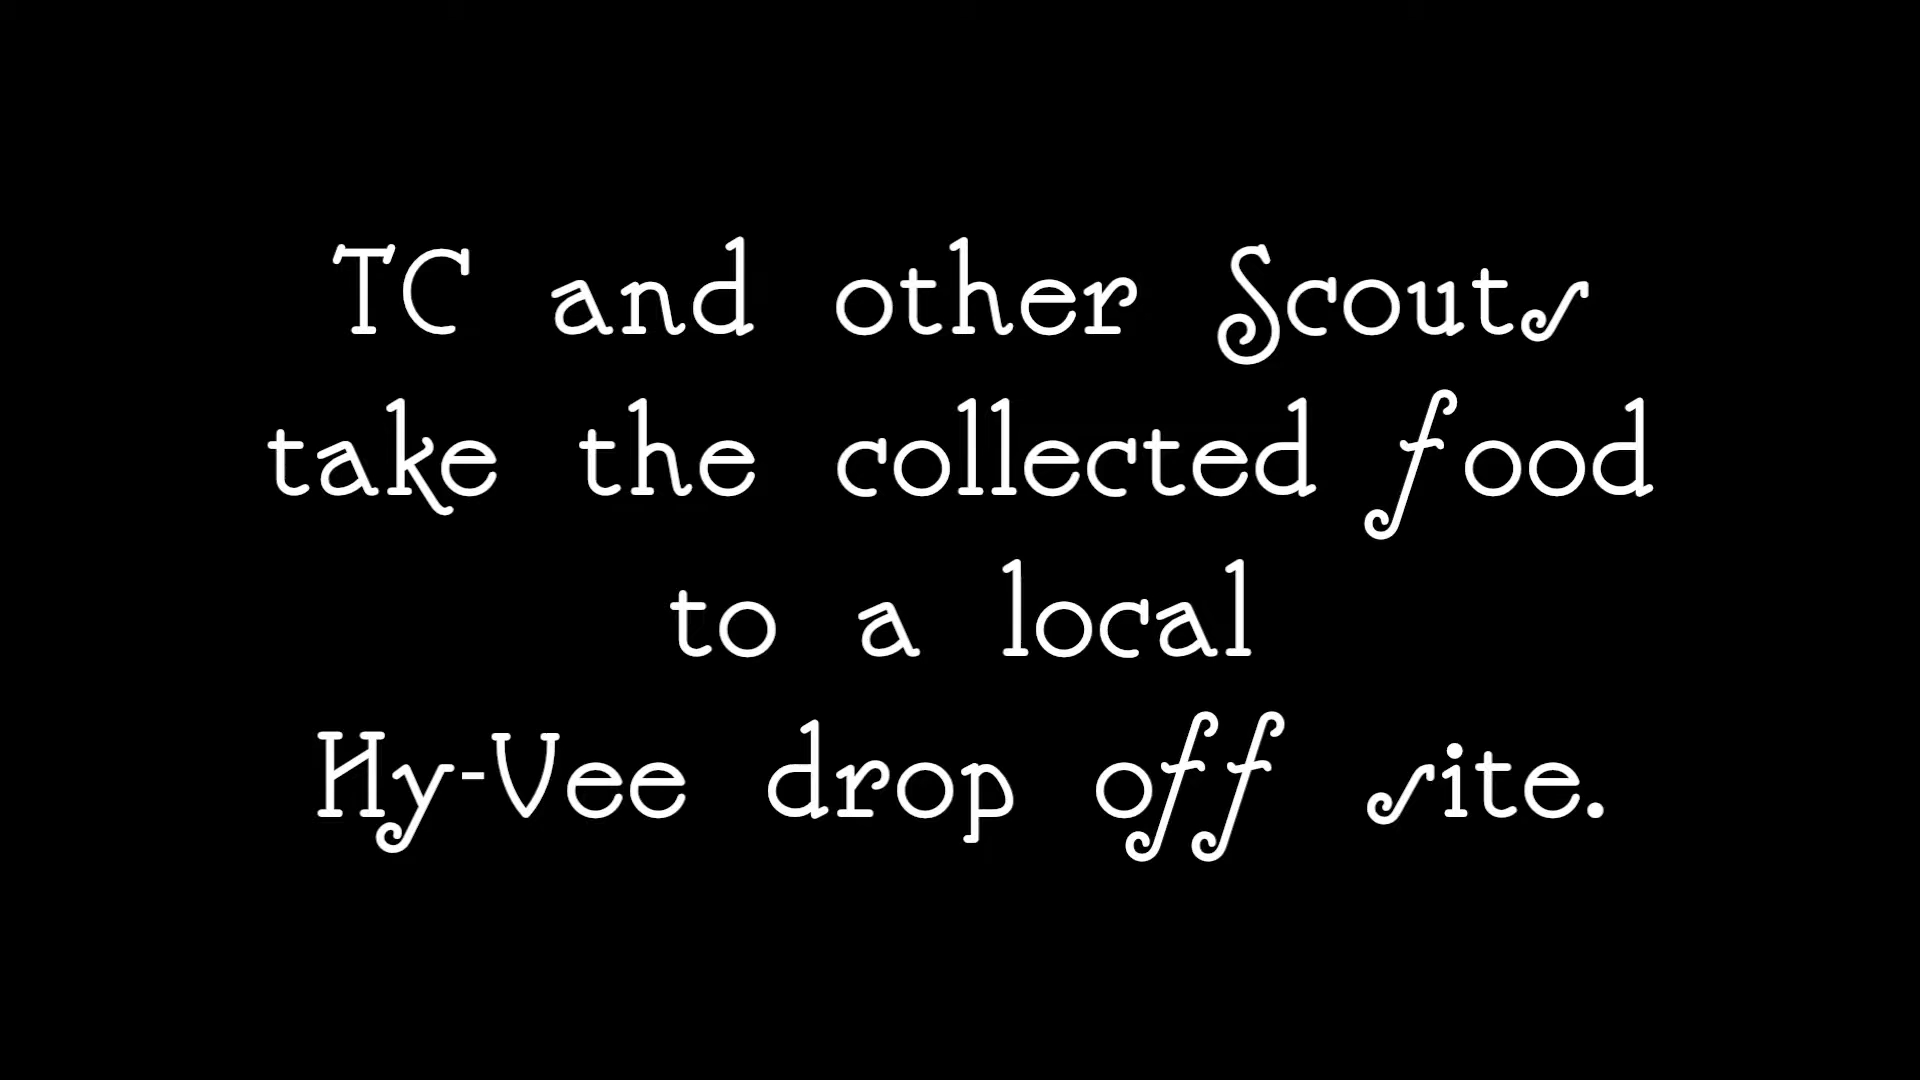 TC and other Scouts
take the collected food
to a local
Hy-Vee drop off site.